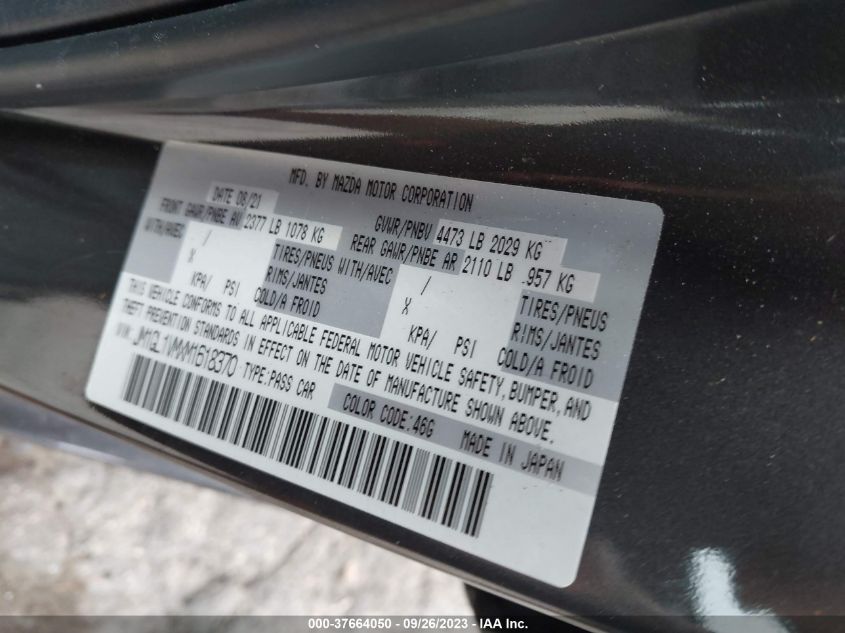 MFD. BY MAZDA MOTOR CORPORATION
DATE 08/21 GVWR/PNBV 4473 LB 2029 KG
FRONT GAWR/PNBE AV 2377 LB 1078 KG REAR GAWR/PNBE AR 2110 LB .957 KG
WITH/AVEC / TIRES/PNEUS WITH/AVEC / TIRES/PNEUS
X RIMS/JANTES X RIMS/JANTES
KPA/ PSI COLD/A FROID KPA/ PSI COLD/A FROID
THIS VEHICLE CONFORMS TO ALL APPLICABLE FEDERAL MOTOR VEHICLE SAFETY, BUMPER, AND
THEFT PREVENTION STANDARDS IN EFFECT ON THE DATE OF MANUFACTURE SHOWN ABOVE.
JM1GL1VMXM1618370 TYPE:PASS CAR
COLOR CODE:46G MADE IN JAPAN
000-37664050 / 09/26/2023 / IAA Inc.